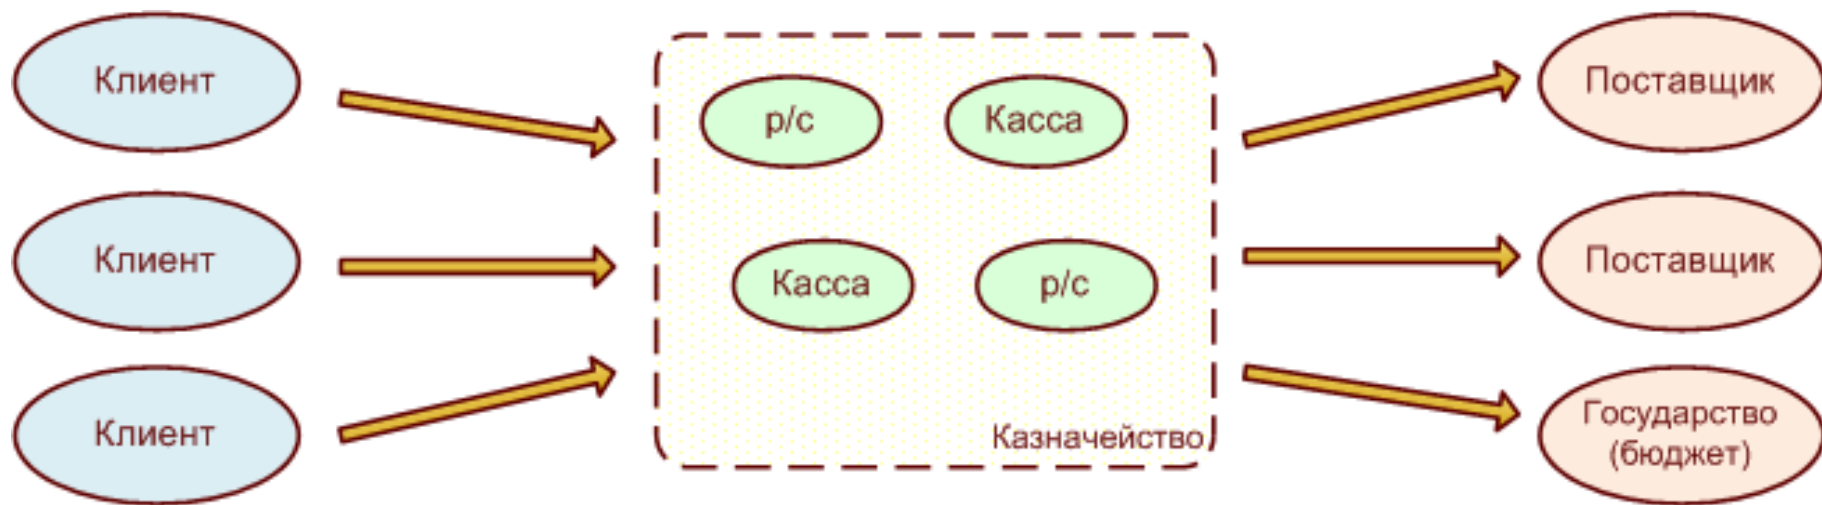 Клиент
Клиент
Клиент
р/с
Касса
Касса
р/с
Казначейство
Поставщик
Поставщик
Государство
(бюджет)